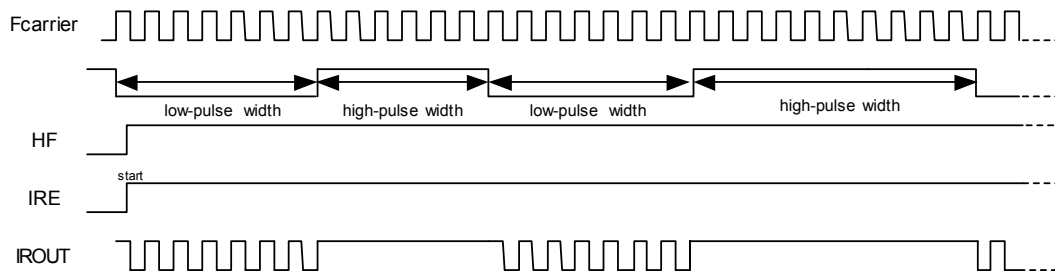 Fcarrier
low-pulse width high-pulse width low-pulse width high-pulse width
HF
start
IRE
IROUT